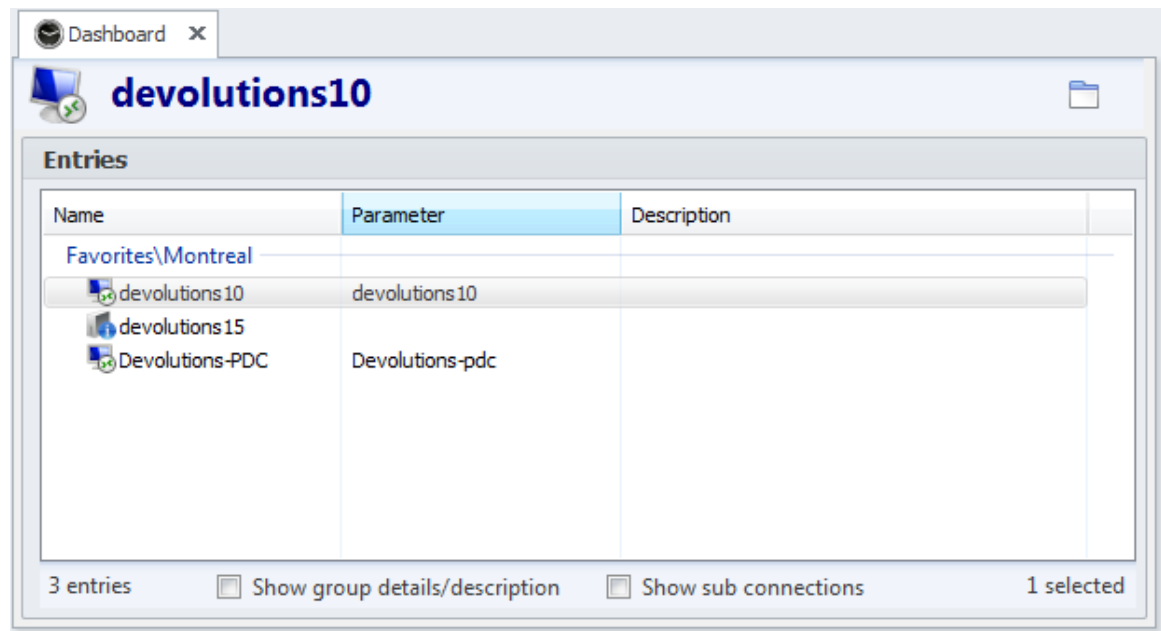 Dashboard
devolutions10
Entries
Name Parameter Description
Favorites\Montreal
devolutions10 devolutions10
devolutions15
Devolutions-PDC Devolutions-pdc
3 entries Show group details/description Show sub connections 1 selected